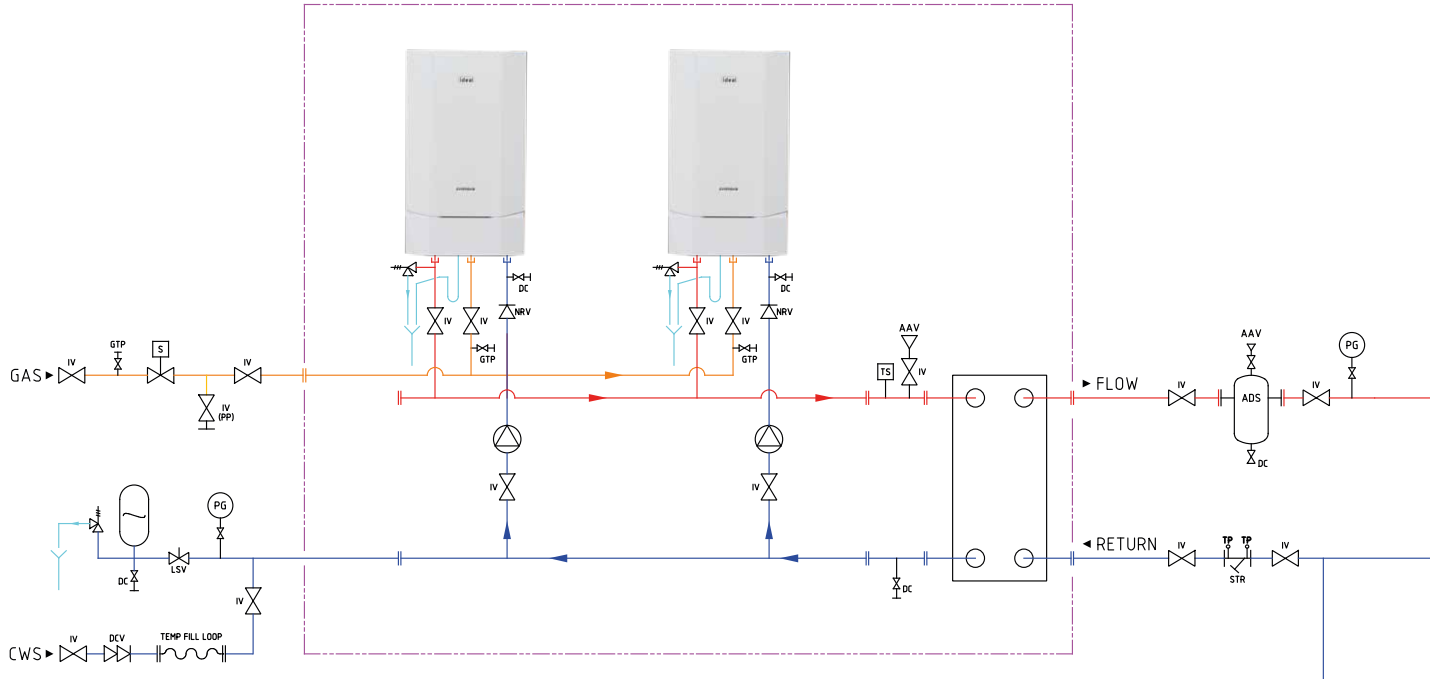 ideal
ideal
DC
DC
NRV
NRV
IV
IV
IV
IV
AAV
AAV
GTP
S
IV
IV
GTP
GTP
TS
IV
PG
GAS
FLOW
IV
IV
ADS
IV
(PP)
DC
IV
IV
PG
RETURN
IV
TP
TP
IV
LSV
DC
STR
DC
IV
IV
DCV
TEMP FILL LOOP
CWS